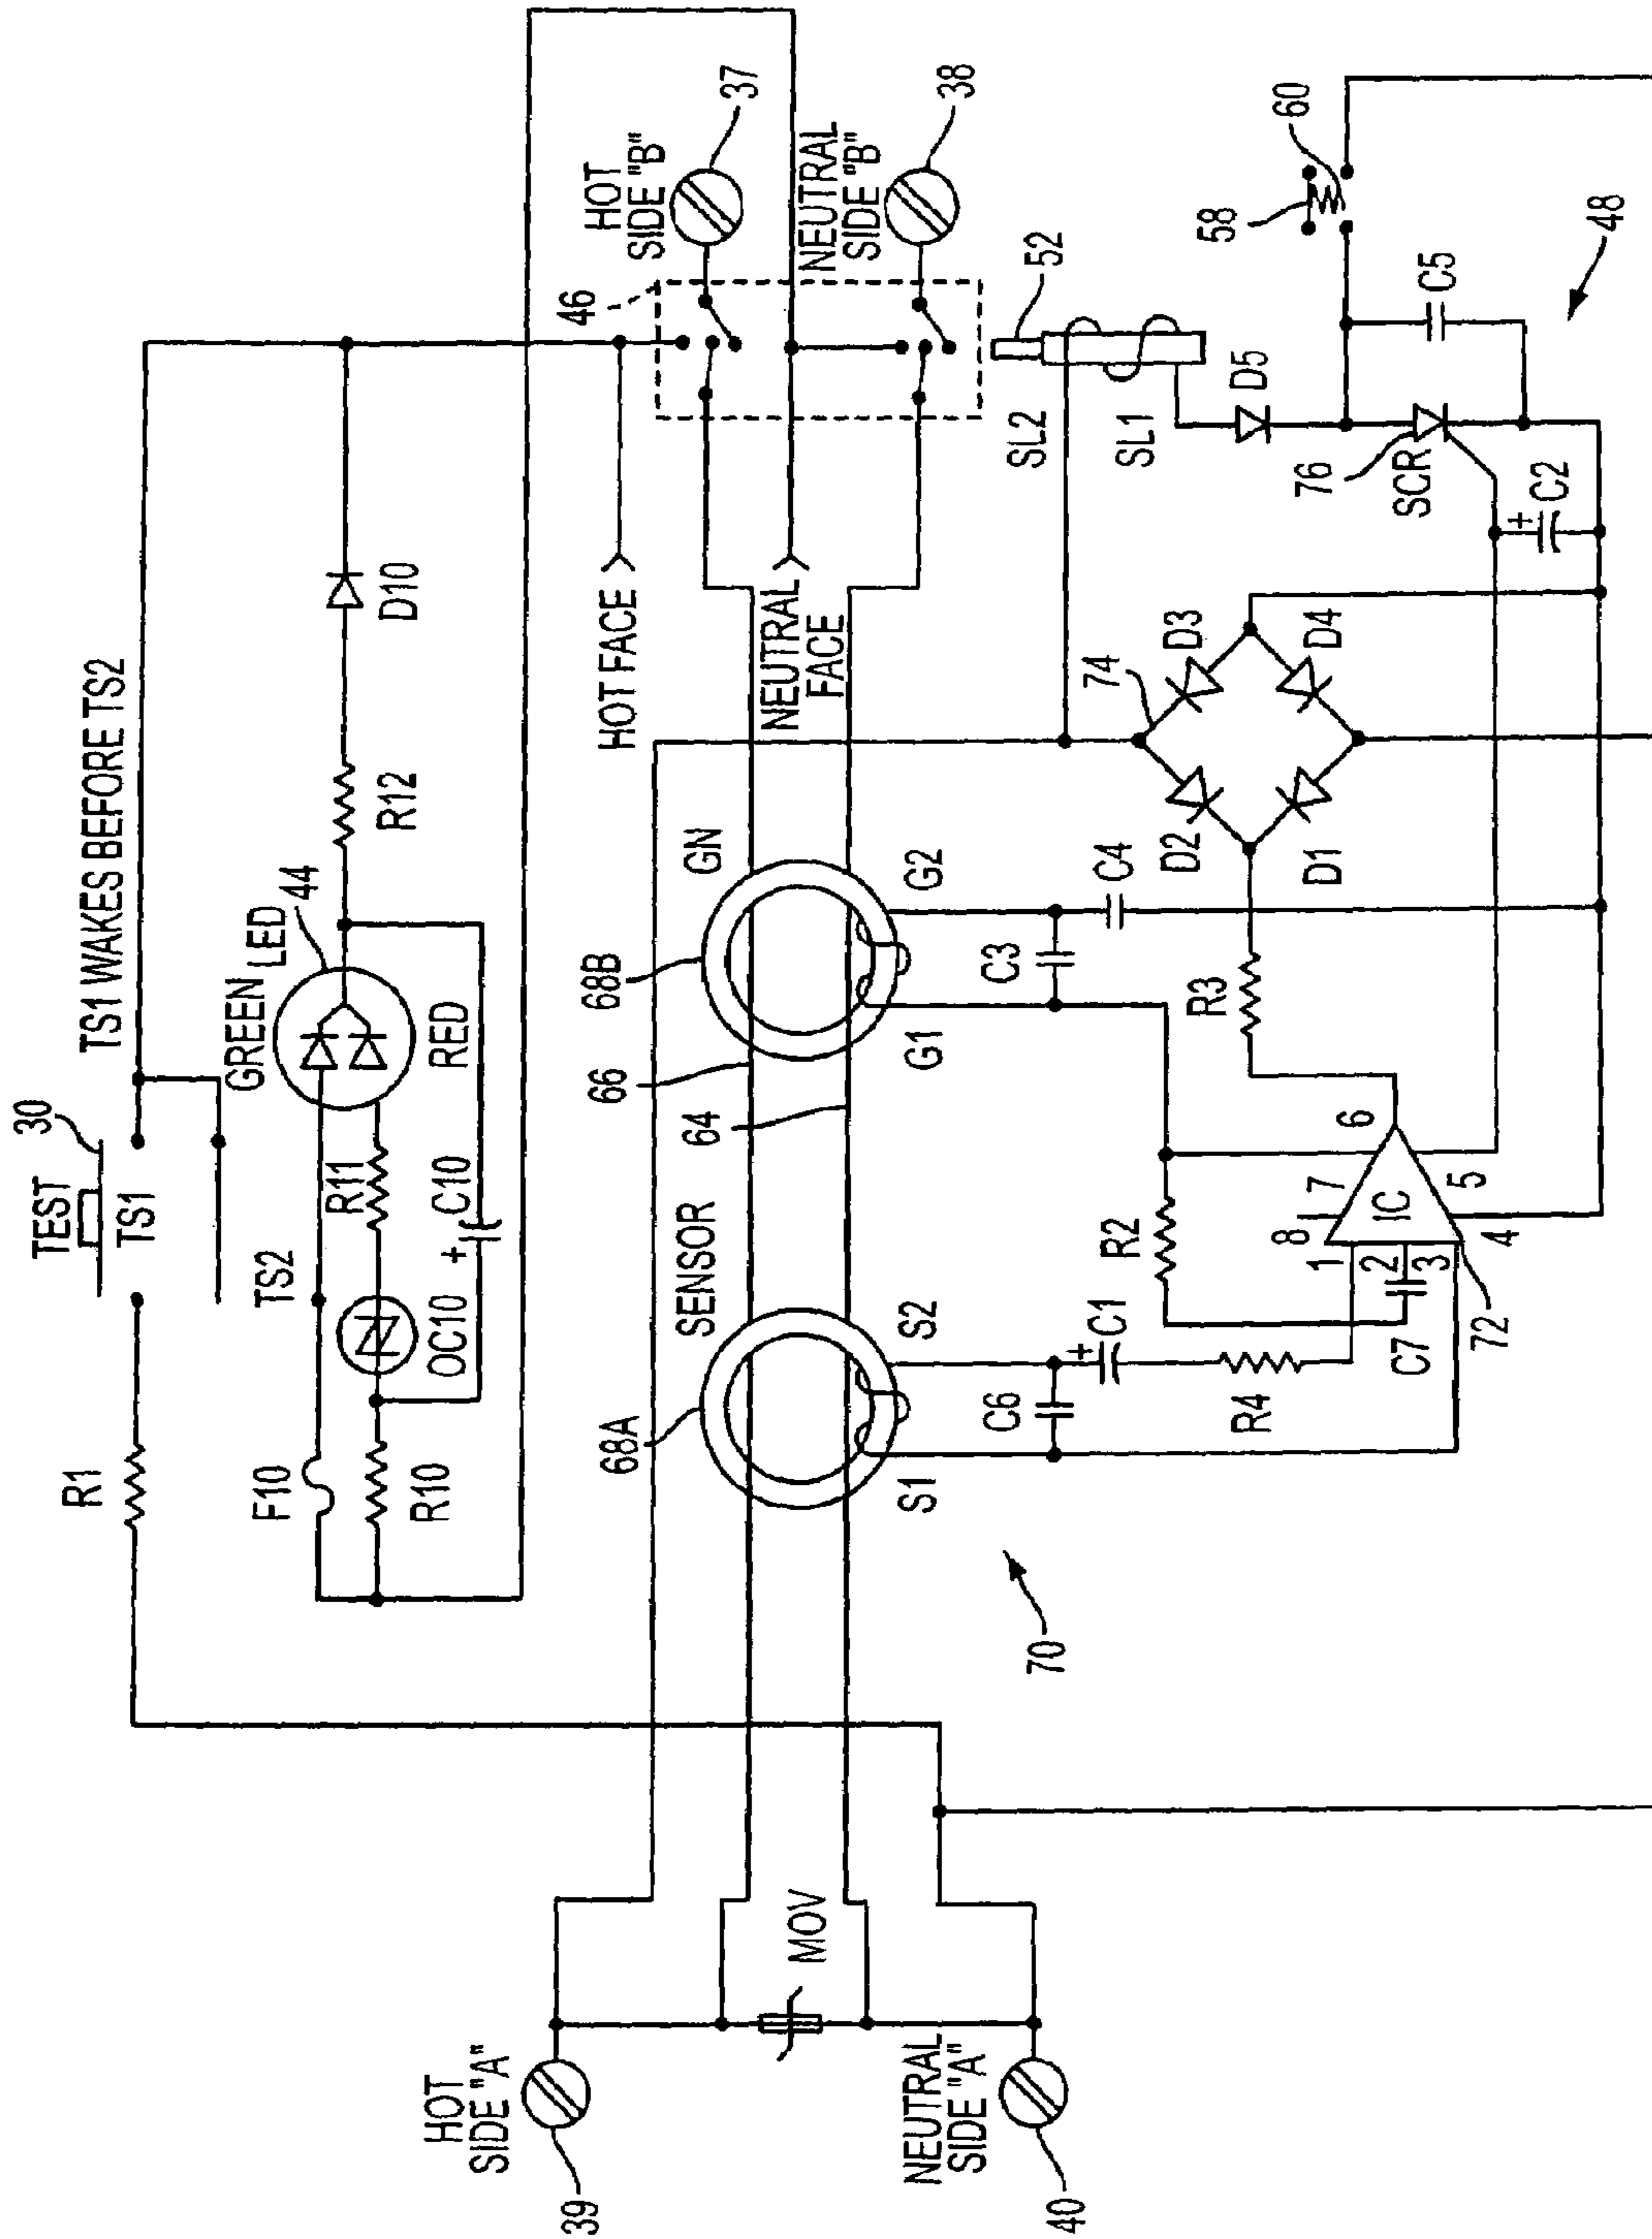 TEST
30
TS1
TS1 WAKES BEFORE TS2
R1
GREEN
LED
44
RED
TS2
R11
R12
D10
F10
R10
OC10
+
C10
HOT
SIDE "A"
39
NEUTRAL
SIDE "A"
40
MOV
SENSOR
68A
S1
S2
64
66
68B
GN
G1
G2
HOT FACE
NEUTRAL
FACE
46
HOT
SIDE "B"
37
NEUTRAL
SIDE "B"
38
70
C6
+
C1
R4
R2
C7
C3
C4
R3
IC
1
2
3
4
5
6
7
8
72
74
D1
D2
D3
D4
SL2
SL1
52
D5
76
SCR
+
C2
C5
58
60
48